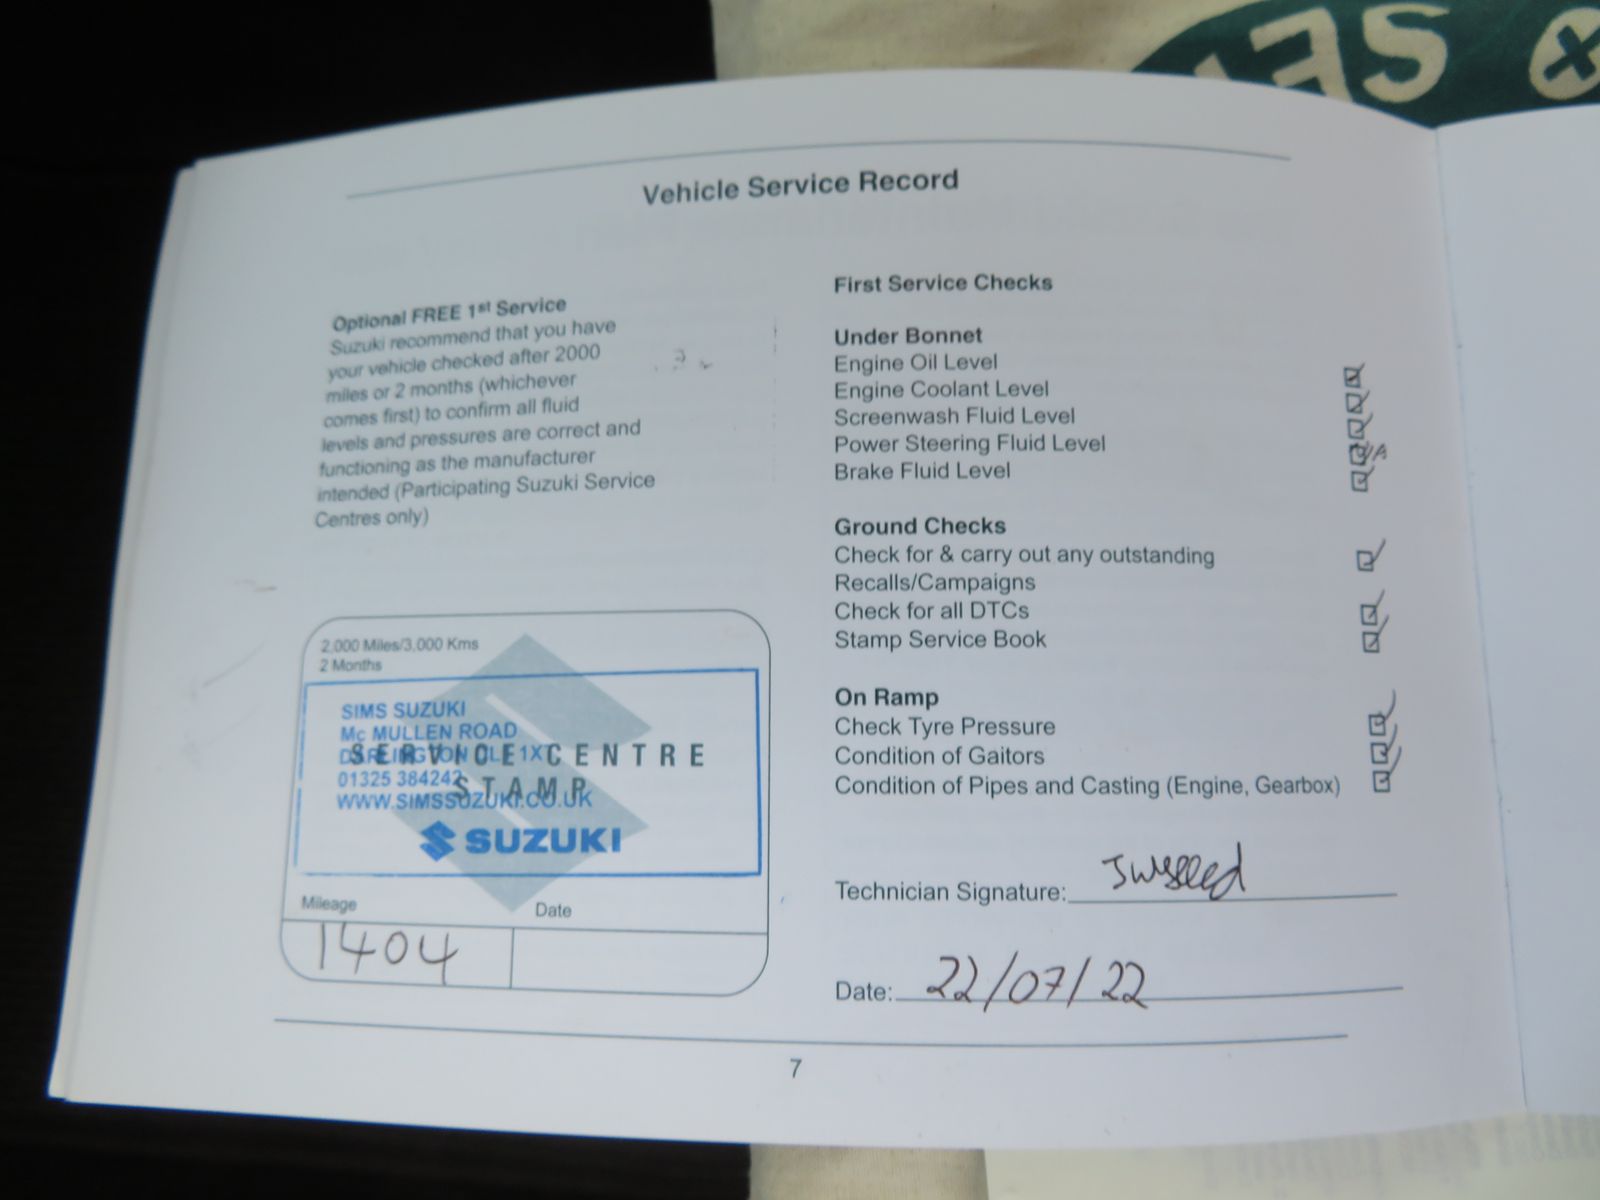 Vehicle Service Record
Optional FREE 1st Service
Suzuki recommend that you have
your vehicle checked after 2000
miles or 2 months (whichever
comes first) to confirm all fluid
levels and pressures are correct and
functioning as the manufacturer
intended (Participating Suzuki Service
Centres only)
2,000 Miles/3,000 Kms
2 Months
SIMS SUZUKI
Mc MULLEN ROAD
DARLINGTON DL1 1XT
SERVICE CENTRE
01325 384242
STAMP
WWW.SIMSSUZUKI.CO.UK
SUZUKI
Mileage
Date
1404
First Service Checks
Under Bonnet
Engine Oil Level
Engine Coolant Level
Screenwash Fluid Level
Power Steering Fluid Level N/A
Brake Fluid Level
Ground Checks
Check for & carry out any outstanding
Recalls/Campaigns
Check for all DTCs
Stamp Service Book
On Ramp
Check Tyre Pressure
Condition of Gaitors
Condition of Pipes and Casting (Engine, Gearbox)
Technician Signature:
Date: 22/07/22
7